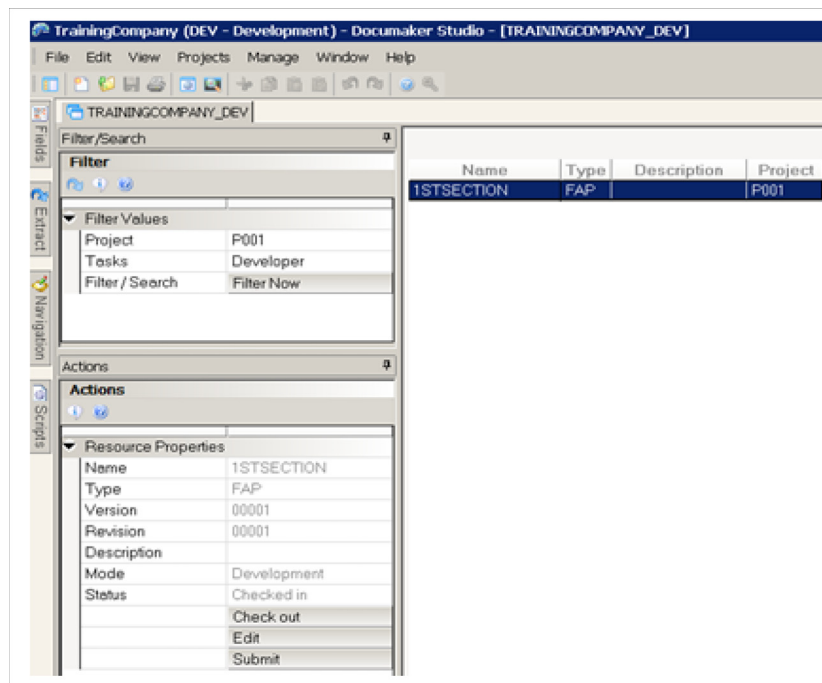 TrainingCompany (DEV - Development) - Documaker Studio - [TRAININGCOMPANY_DEV]
File Edit View Projects Manage Window Help
TRAININGCOMPANY_DEV
Fields
Extract
Navigation
Scripts
Filter/Search
Filter
Filter Values
Project P001
Tasks Developer
Filter / Search Filter Now
Actions
Actions
Resource Properties
Name 1STSECTION
Type FAP
Version 00001
Revision 00001
Description
Mode Development
Status Checked in
Check out
Edit
Submit
Name Type Description Project
1STSECTION FAP P001